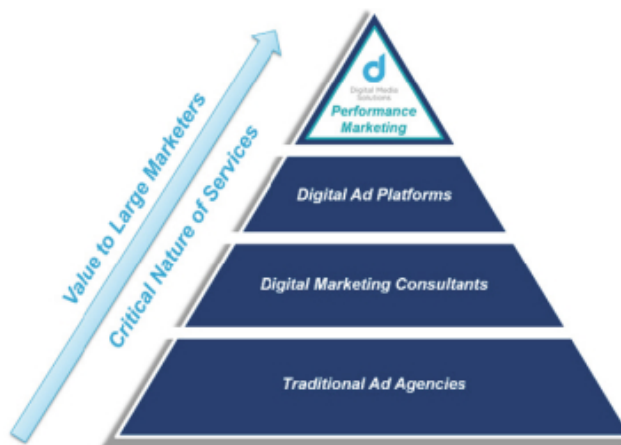 Value to Large Marketers
Critical Nature of Services
d
Digital Media
Solutions
Performance
Marketing
Digital Ad Platforms
Digital Marketing Consultants
Traditional Ad Agencies